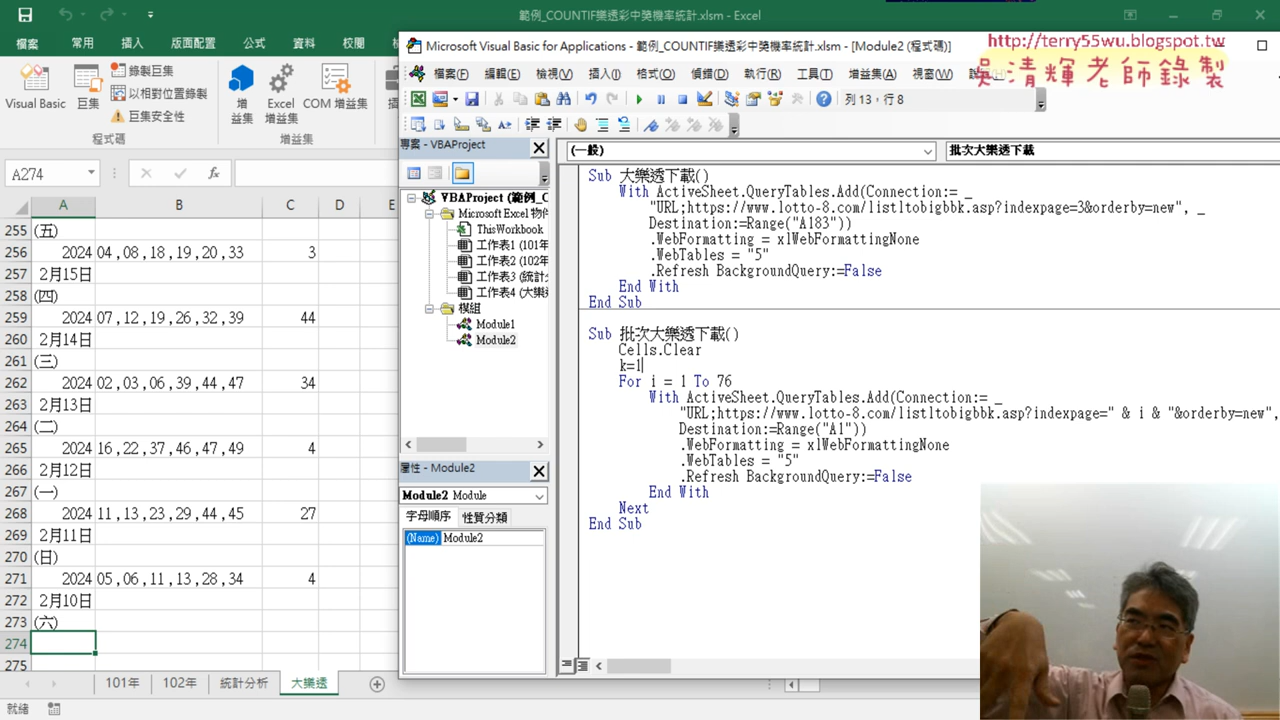 範例_COUNTIF樂透彩中獎機率統計.xlsm - Excel
檔案 常用 插入 版面配置 公式 資料 校閱
Visual Basic 巨集 錄製巨集 以相對位置錄製 巨集安全性 增益集 Excel 增益集 COM 增益集
程式碼 增益集
A274 fx
A B C D E
255 (五)
256 2024 04,08,18,19,20,33 3
257 2月15日
258 (四)
259 2024 07,12,19,26,32,39 44
260 2月14日
261 (三)
262 2024 02,03,06,39,44,47 34
263 2月13日
264 (二)
265 2024 16,22,37,46,47,49 4
266 2月12日
267 (一)
268 2024 11,13,23,29,44,45 27
269 2月11日
270 (日)
271 2024 05,06,11,13,28,34 4
272 2月10日
273 (六)
274
275
101年 102年 統計分析 大樂透
就緒
Microsoft Visual Basic for Applications - 範例_COUNTIF樂透彩中獎機率統計.xlsm - [Module2 (程式碼)]
http://terry55wu.blogspot.tw
吳清輝老師錄製
檔案(F) 編輯(E) 檢視(V) 插入(I) 格式(O) 偵錯(D) 執行(R) 工具(T) 增益集(A) 視窗(W)
列 13，行 8
專案 - VBAProject
VBAProject (範例_C
Microsoft Excel 物件
ThisWorkbook
工作表1 (101年
工作表2 (102年
工作表3 (統計分
工作表4 (大樂透
模組
Module1
Module2
屬性 - Module2
Module2 Module
字母順序 性質分類
(Name) Module2
(一般) 批次大樂透下載
Sub 大樂透下載()
With ActiveSheet.QueryTables.Add(Connection:= _
"URL;https://www.lotto-8.com/listltobigbbk.asp?indexpage=3&orderby=new", _
Destination:=Range("A183"))
.WebFormatting = xlWebFormattingNone
.WebTables = "5"
.Refresh BackgroundQuery:=False
End With
End Sub
Sub 批次大樂透下載()
Cells.Clear
k=1
For i = 1 To 76
With ActiveSheet.QueryTables.Add(Connection:= _
"URL;https://www.lotto-8.com/listltobigbbk.asp?indexpage=" & i & "&orderby=new",
Destination:=Range("A1"))
.WebFormatting = xlWebFormattingNone
.WebTables = "5"
.Refresh BackgroundQuery:=False
End With
Next
End Sub